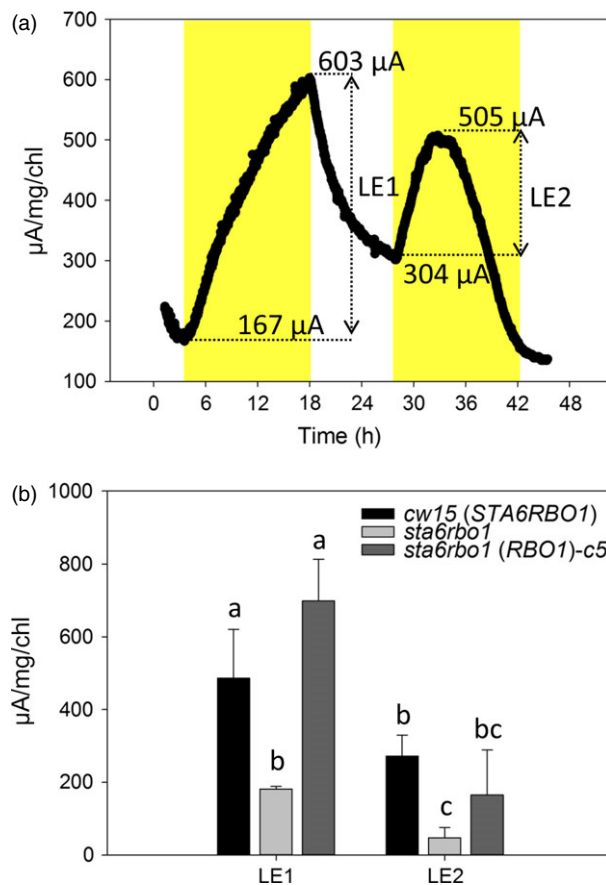 (a)
700
600
500
400
300
200
100
µA/mg/chl
603 µA
LE1
167 µA
505 µA
LE2
304 µA
0 6 12 18 24 30 36 42 48
Time (h)
(b)
1000
800
600
400
200
0
µA/mg/chl
cw15 (STA6RBO1)
sta6rbo1
sta6rbo1 (RBO1)-c5
a
b
a
b
c
bc
LE1 LE2